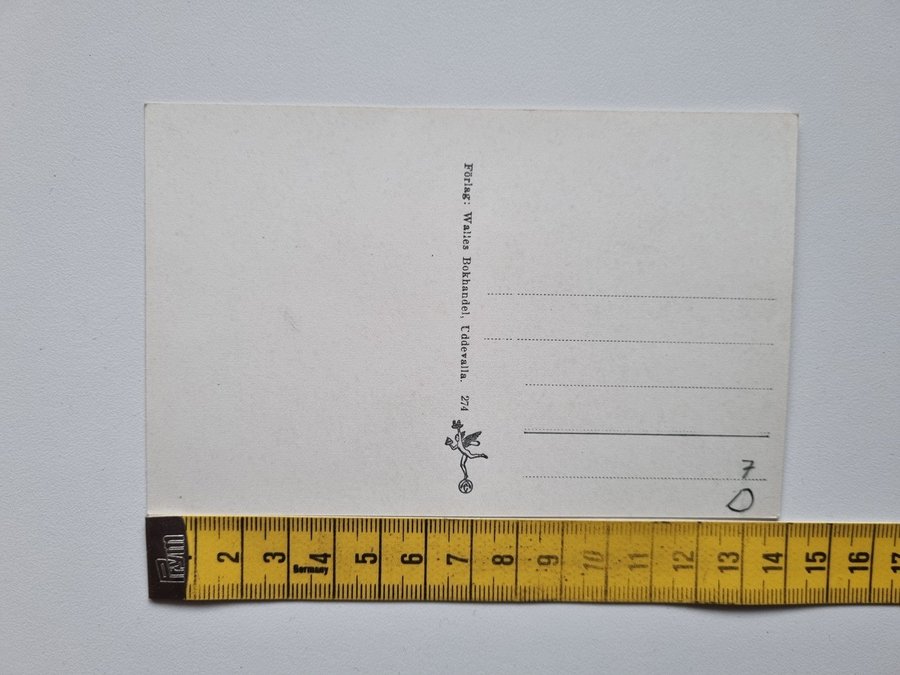 Förlag: Walles Bokhandel, Uddevalla. 274
7
D
2 3 4 5 6 7 8 9 10 11 12 13 14 15 16 17
Germany